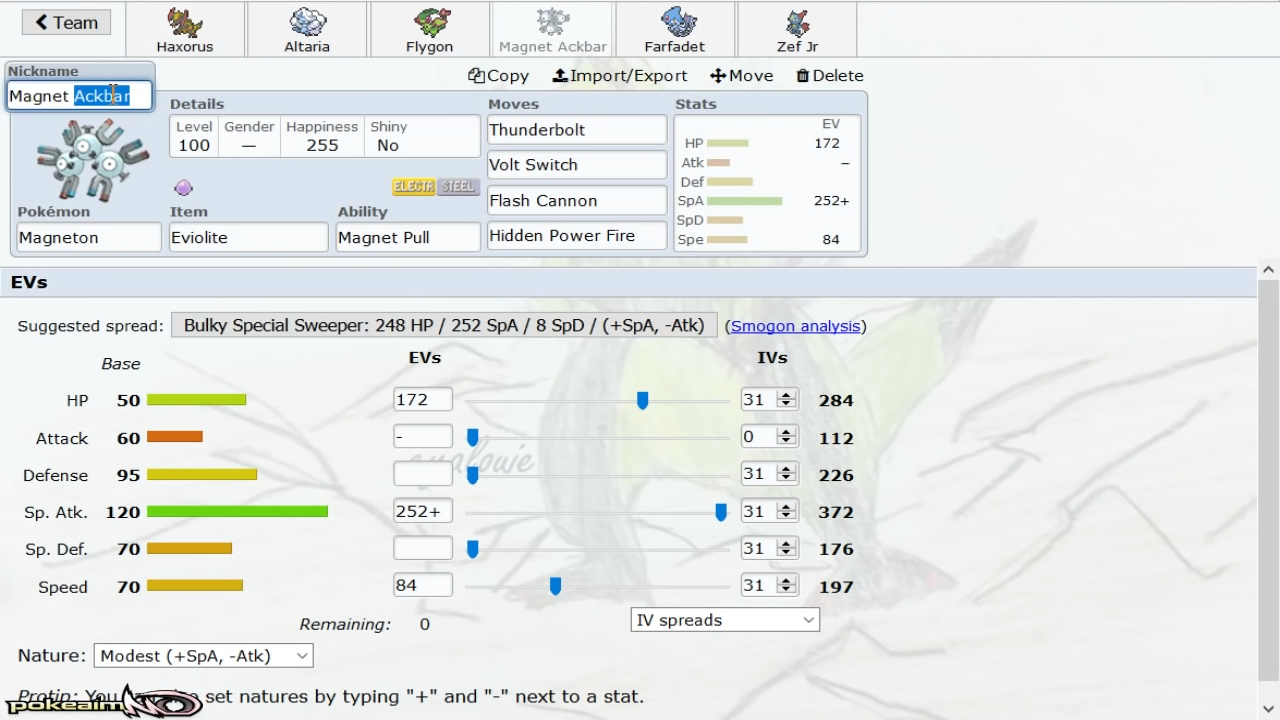 Team
Haxorus
Altaria
Flygon
Magnet Ackbar
Farfadet
Zef Jr
Nickname
Magnet Ackbar
Copy
Import/Export
Move
Delete
Details
Level
100
Gender
—
Happiness
255
Shiny
No
ELECTR STEEL
Pokémon
Magneton
Item
Eviolite
Ability
Magnet Pull
Moves
Thunderbolt
Volt Switch
Flash Cannon
Hidden Power Fire
Stats
EV
HP 172
Atk –
Def
SpA 252+
SpD
Spe 84
EVs
Suggested spread: Bulky Special Sweeper: 248 HP / 252 SpA / 8 SpD / (+SpA, -Atk) (Smogon analysis)
Base EVs IVs
HP 50 172 31 284
Attack 60 - 0 112
Defense 95 31 226
Sp. Atk. 120 252+ 31 372
Sp. Def. 70 31 176
Speed 70 84 31 197
Remaining: 0
IV spreads
Nature: Modest (+SpA, -Atk)
Protip: You set natures by typing "+" and "-" next to a stat.
pokeaim